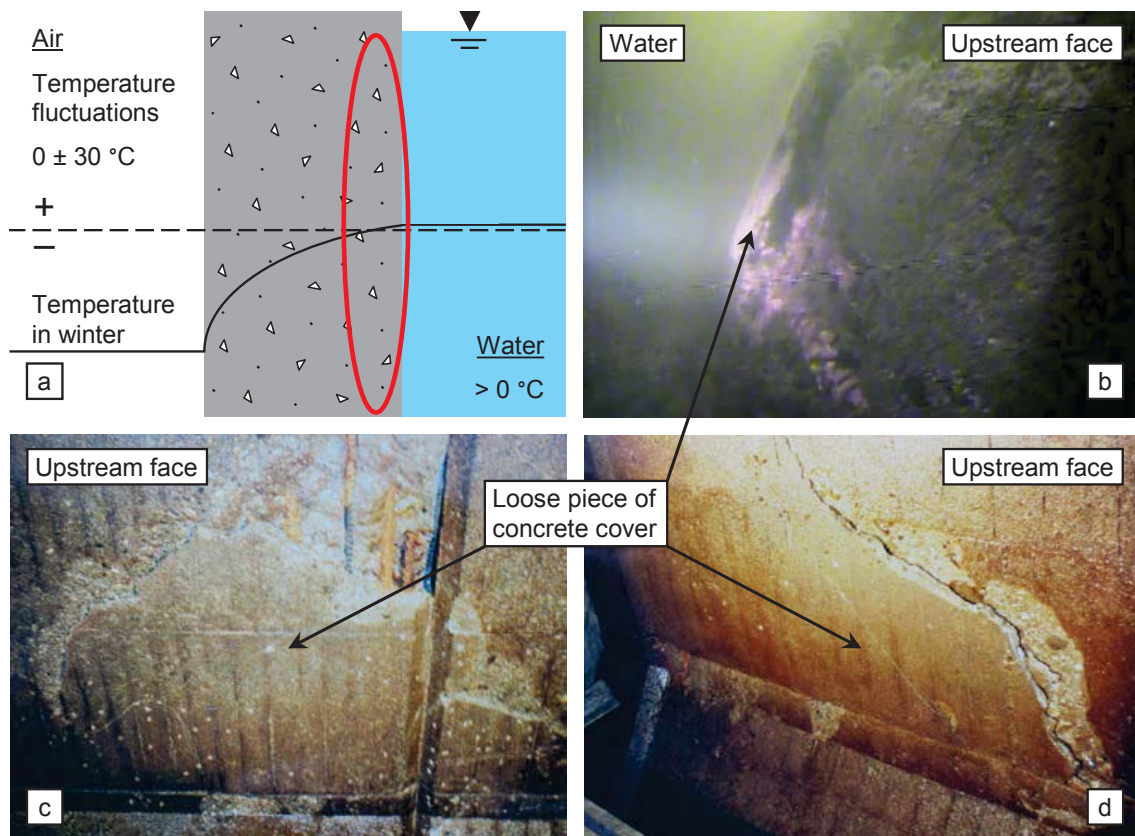 Air
Temperature
fluctuations
0 ± 30 °C
+
−
Temperature
in winter
a
Water
> 0 °C
Water
Upstream face
b
Upstream face
Loose piece of
concrete cover
Upstream face
c
d